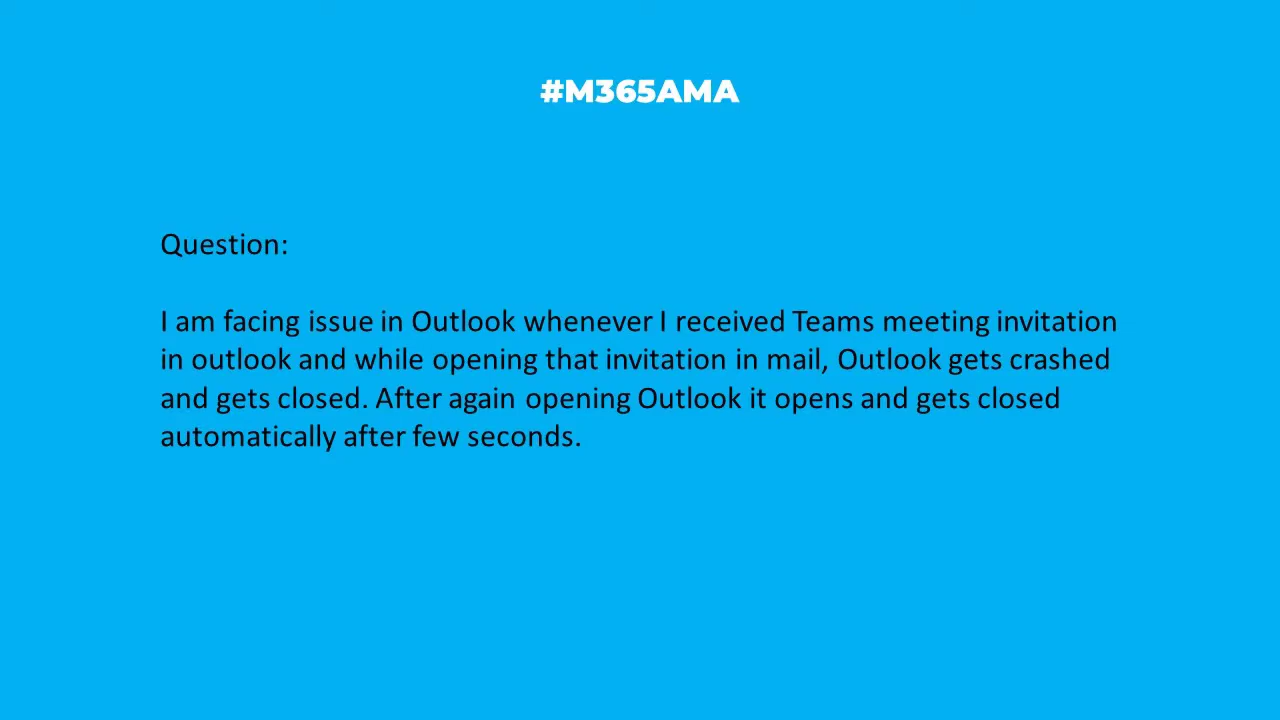 #M365AMA
Question:
I am facing issue in Outlook whenever I received Teams meeting invitation
in outlook and while opening that invitation in mail, Outlook gets crashed
and gets closed. After again opening Outlook it opens and gets closed
automatically after few seconds.